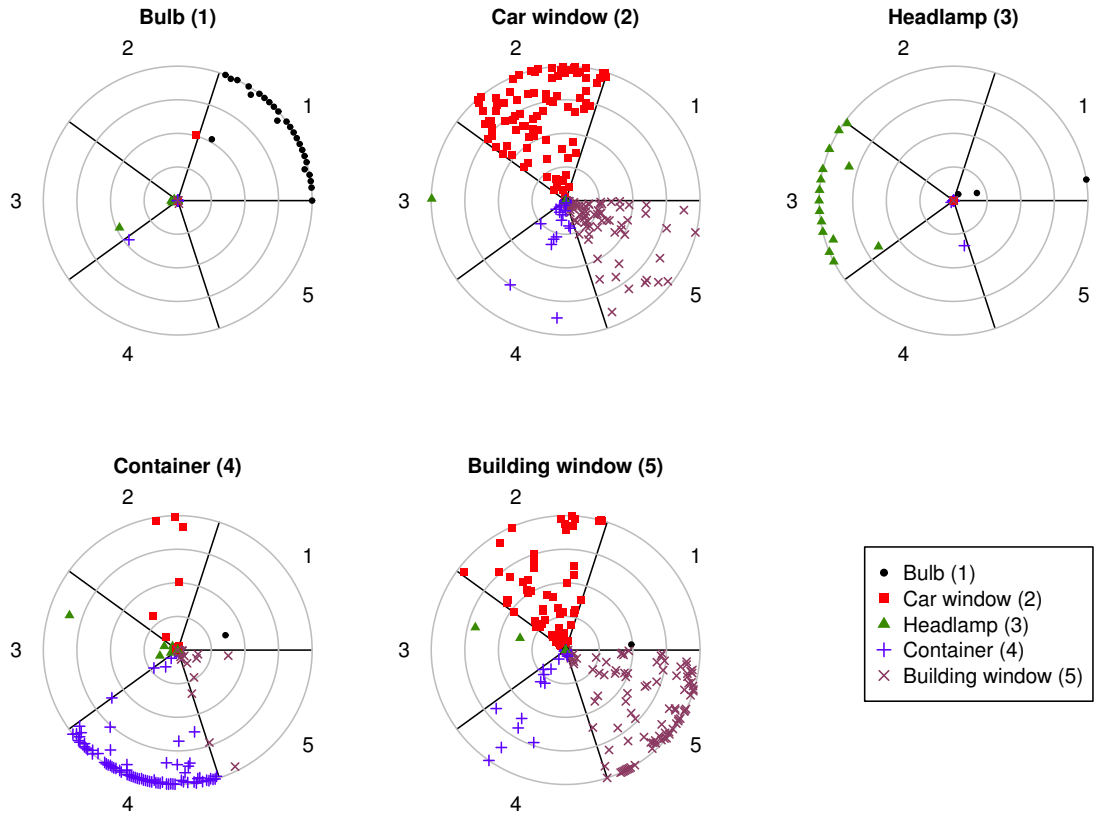 Bulb (1)
Car window (2)
Headlamp (3)
2
2
2
1
1
1
3
3
3
5
5
5
4
4
4
Container (4)
Building window (5)
2
2
1
1
3
3
5
5
4
4
Bulb (1)
Car window (2)
Headlamp (3)
Container (4)
Building window (5)